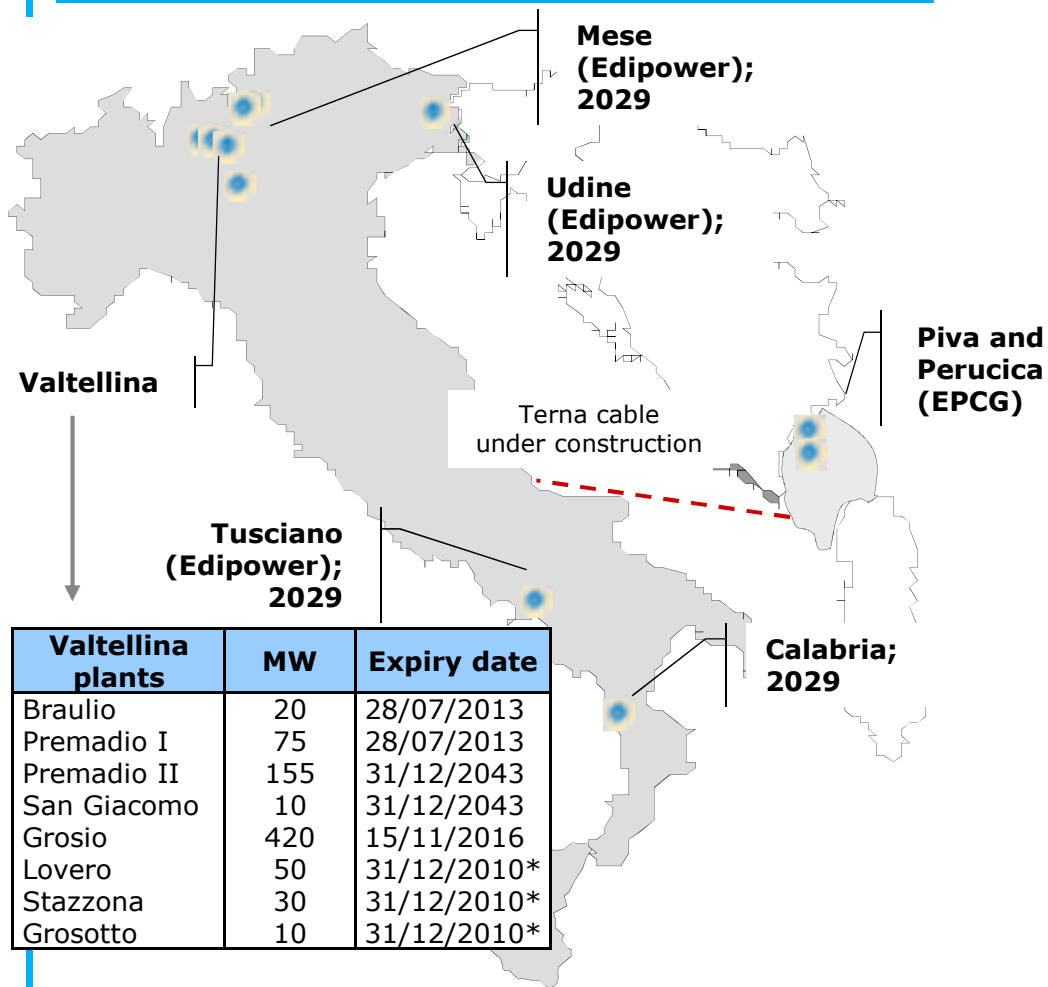 Mese
(Edipower);
2029
Udine
(Edipower);
2029
Piva and
Perucica
(EPCG)
Valtellina
Terna cable
under construction
Tusciano
(Edipower);
2029
Calabria;
2029
Valtellina
plants
MW
Expiry date
Braulio 20 28/07/2013
Premadio I 75 28/07/2013
Premadio II 155 31/12/2043
San Giacomo 10 31/12/2043
Grosio 420 15/11/2016
Lovero 50 31/12/2010*
Stazzona 30 31/12/2010*
Grosotto 10 31/12/2010*